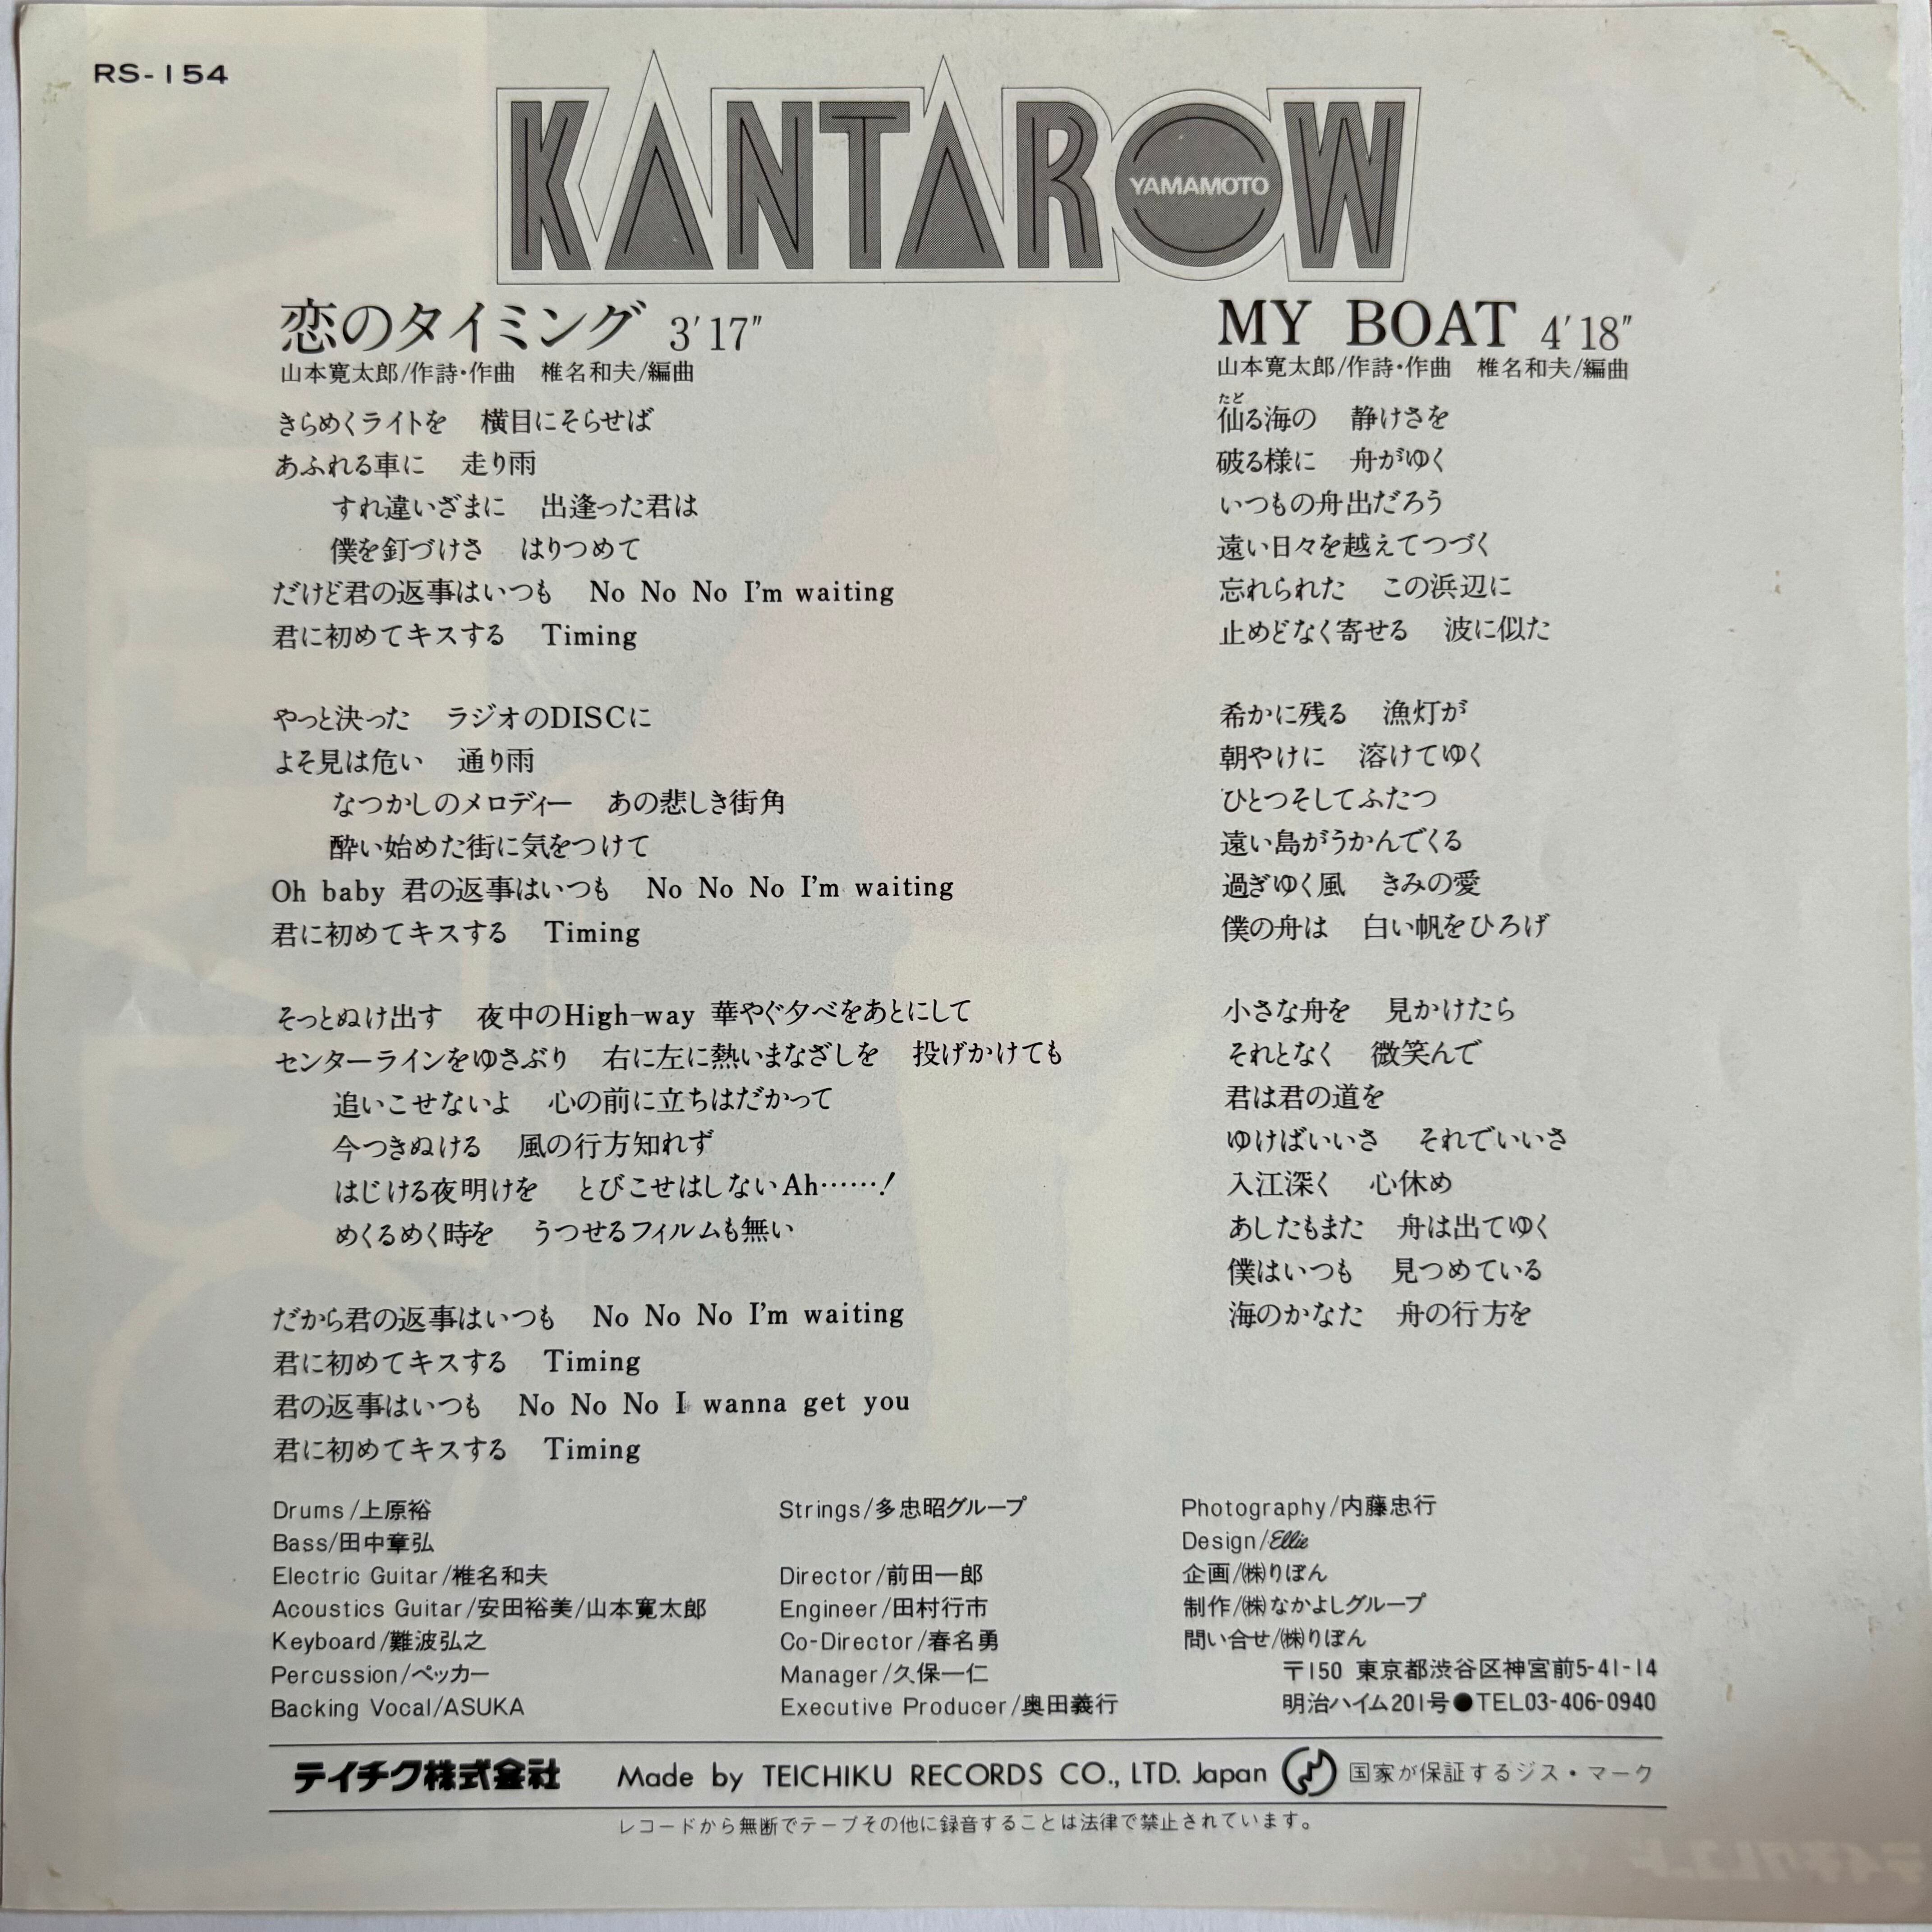 RS-154
KANTAROW
YAMAMOTO
恋のタイミング 3′17″
山本寛太郎/作詩・作曲 椎名和夫/編曲
きらめくライトを 横目にそらせば
あふれる車に 走り雨
すれ違いざまに 出逢った君は
僕を釘づけさ はりつめて
だけど君の返事はいつも No No No I'm waiting
君に初めてキスする Timing
やっと決った ラジオのDISCに
よそ見は危い 通り雨
なつかしのメロディー あの悲しき街角
酔い始めた街に気をつけて
Oh baby 君の返事はいつも No No No I'm waiting
君に初めてキスする Timing
そっとぬけ出す 夜中のHigh-way 華やぐ夕べをあとにして
センターラインをゆさぶり 右に左に熱いまなざしを 投げかけても
追いこせないよ 心の前に立ちはだかって
今つきぬける 風の行方知れず
はじける夜明けを とびこせはしないAh……!
めくるめく時を うつせるフィルムも無い
だから君の返事はいつも No No No I'm waiting
君に初めてキスする Timing
君の返事はいつも No No No I wanna get you
君に初めてキスする Timing
MY BOAT 4′18″
山本寛太郎/作詩・作曲 椎名和夫/編曲
たど
仙る海の 静けさを
破る様に 舟がゆく
いつもの舟出だろう
遠い日々を越えてつづく
忘れられた この浜辺に
止めどなく寄せる 波に似た
希かに残る 漁灯が
朝やけに 溶けてゆく
ひとつそしてふたつ
遠い島がうかんでくる
過ぎゆく風 きみの愛
僕の舟は 白い帆をひろげ
小さな舟を 見かけたら
それとなく 微笑んで
君は君の道を
ゆけばいいさ それでいいさ
入江深く 心休め
あしたもまた 舟は出てゆく
僕はいつも 見つめている
海のかなた 舟の行方を
Drums/上原裕
Bass/田中章弘
Electric Guitar/椎名和夫
Acoustics Guitar/安田裕美/山本寛太郎
Keyboard/難波弘之
Percussion/ペッカー
Backing Vocal/ASUKA
Strings/多忠昭グループ
Director/前田一郎
Engineer/田村行市
Co-Director/春名勇
Manager/久保一仁
Executive Producer/奥田義行
Photography/内藤忠行
Design/Ellie
企画/㈱りぼん
制作/㈱なかよしグループ
問い合せ/㈱りぼん
〒150 東京都渋谷区神宮前5-41-14
明治ハイム201号●TEL03-406-0940
テイチク株式会社 Made by TEICHIKU RECORDS CO., LTD. Japan 国家が保証するジス・マーク
レコードから無断でテープその他に録音することは法律で禁止されています。